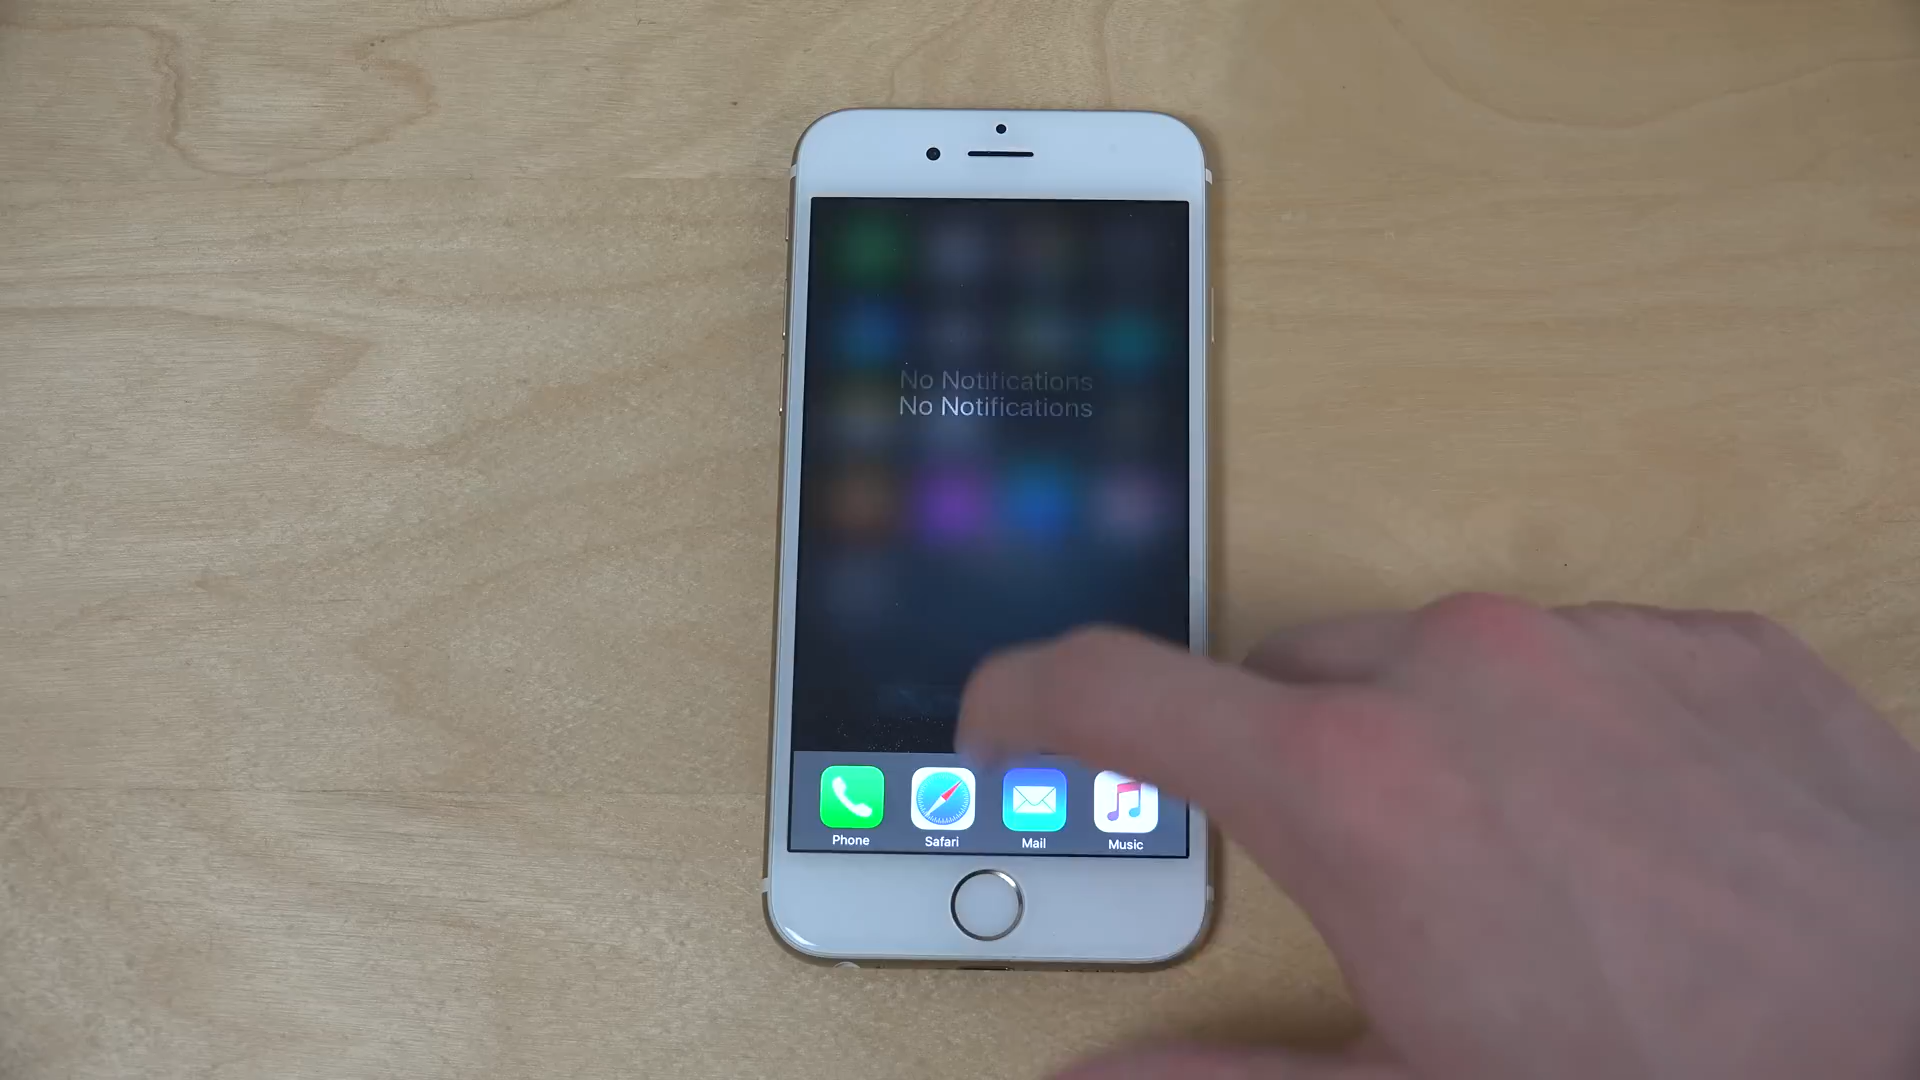 No Notifications
No Notifications
Phone
Safari
Mail
Music